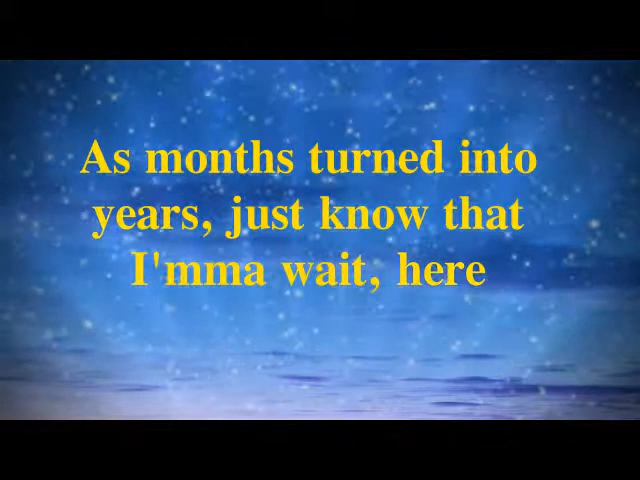 As months turned into
years, just know that
I'mma wait, here